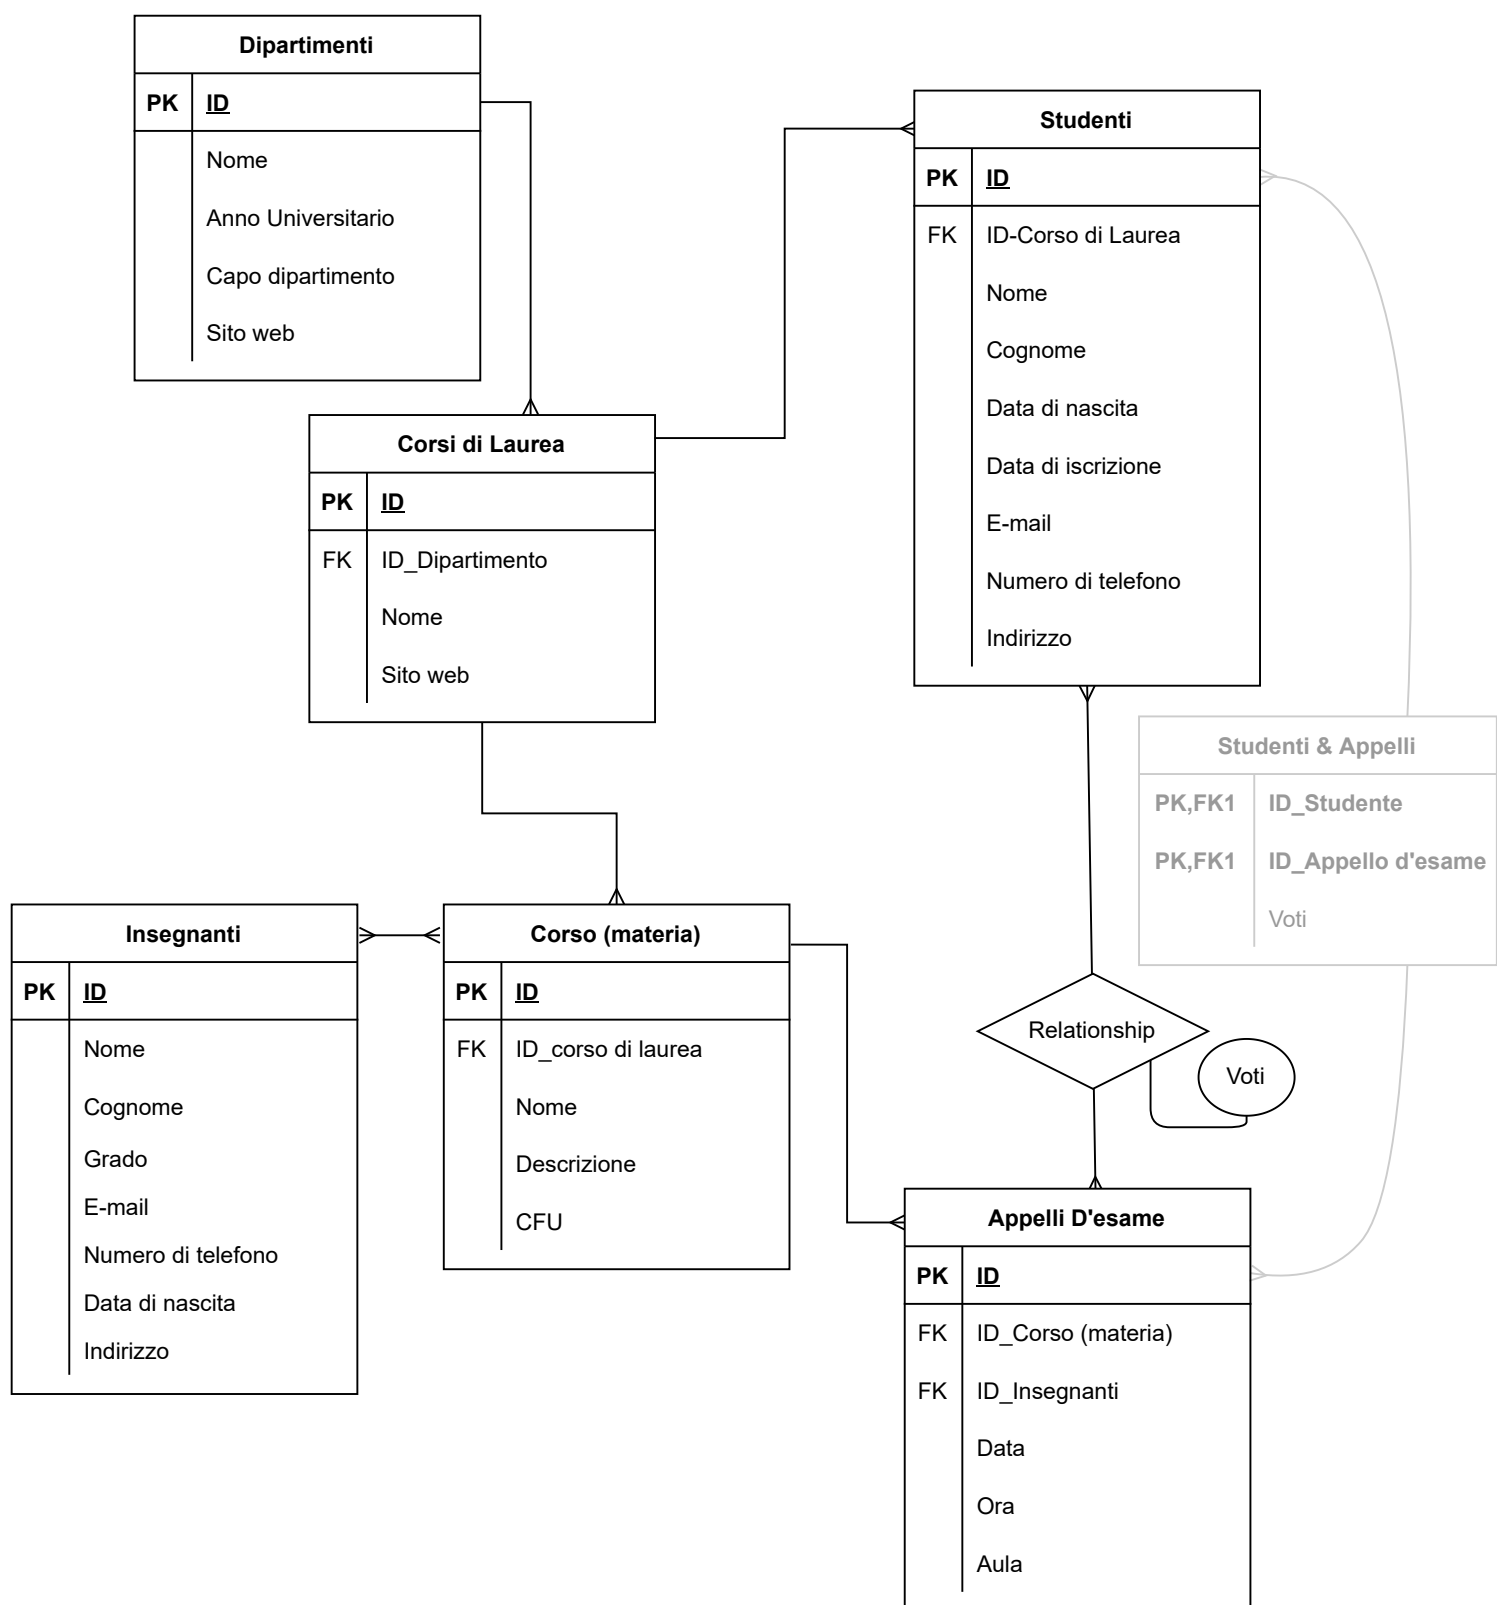 Dipartimenti
PK ID
Nome
Anno Universitario
Capo dipartimento
Sito web
Studenti
PK ID
FK ID-Corso di Laurea
Nome
Cognome
Data di nascita
Data di iscrizione
E-mail
Numero di telefono
Indirizzo
Corsi di Laurea
PK ID
FK ID_Dipartimento
Nome
Sito web
Studenti & Appelli
PK,FK1 ID_Studente
PK,FK1 ID_Appello d'esame
Voti
Insegnanti
PK ID
Nome
Cognome
Grado
E-mail
Numero di telefono
Data di nascita
Indirizzo
Corso (materia)
PK ID
FK ID_corso di laurea
Nome
Descrizione
CFU
Relationship
Voti
Appelli D'esame
PK ID
FK ID_Corso (materia)
FK ID_Insegnanti
Data
Ora
Aula